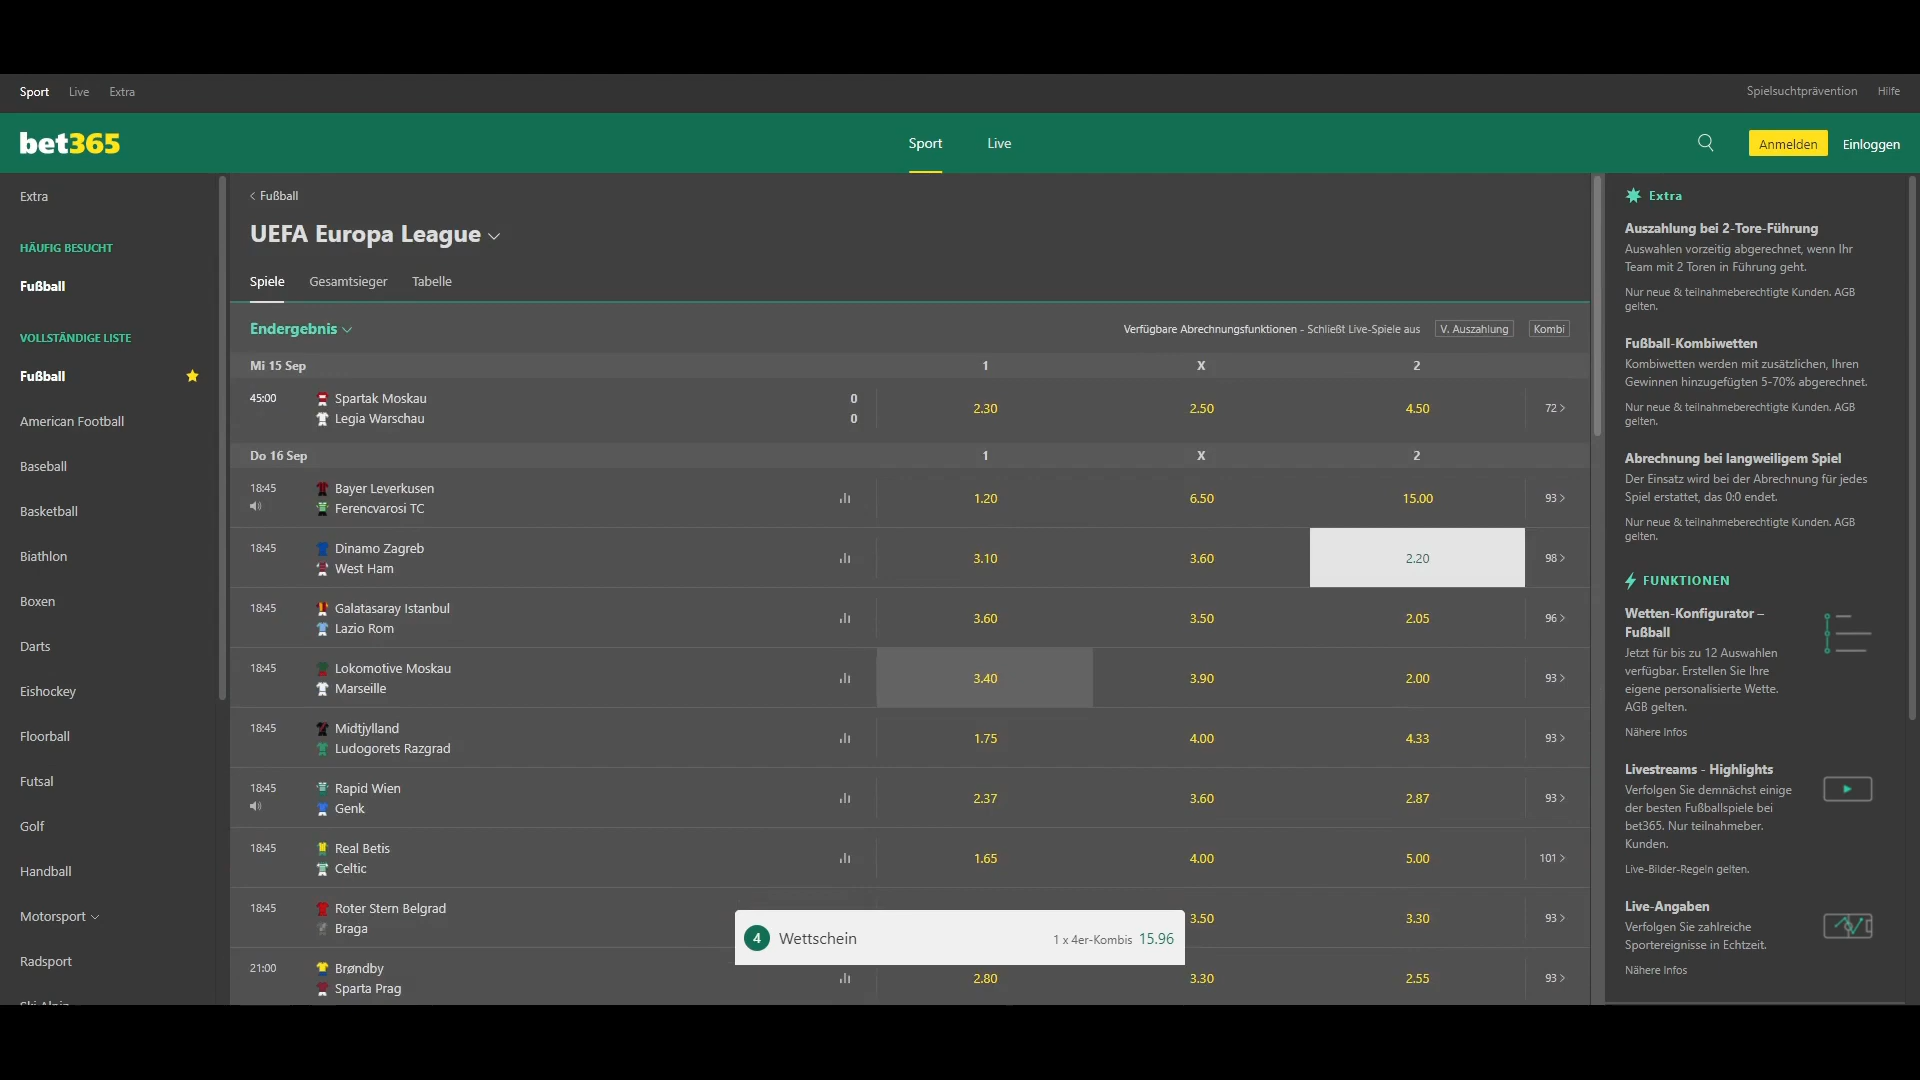 Sport Live Extra
Spielsuchtprävention Hilfe
bet365
Sport Live
Anmelden Einloggen
Extra
HÄUFIG BESUCHT
Fußball
VOLLSTÄNDIGE LISTE
Fußball
American Football
Baseball
Basketball
Biathlon
Boxen
Darts
Eishockey
Floorball
Futsal
Golf
Handball
Motorsport
Radsport
Ski Alpin
Fußball
UEFA Europa League
Spiele Gesamtsieger Tabelle
Endergebnis
Verfügbare Abrechnungsfunktionen - Schließt Live-Spiele aus V. Auszahlung Kombi
Mi 15 Sep 1 X 2
45:00 Spartak Moskau 0
Legia Warschau 0
2.30 2.50 4.50 72
Do 16 Sep 1 X 2
18:45 Bayer Leverkusen
Ferencvarosi TC
1.20 6.50 15.00 93
18:45 Dinamo Zagreb
West Ham
3.10 3.60 2.20 98
18:45 Galatasaray Istanbul
Lazio Rom
3.60 3.50 2.05 96
18:45 Lokomotive Moskau
Marseille
3.40 3.90 2.00 93
18:45 Midtjylland
Ludogorets Razgrad
1.75 4.00 4.33 93
18:45 Rapid Wien
Genk
2.37 3.60 2.87 93
18:45 Real Betis
Celtic
1.65 4.00 5.00 101
18:45 Roter Stern Belgrad
Braga
3.50 3.30 93
4 Wettschein 1 x 4er-Kombis 15.96
21:00 Brøndby
Sparta Prag
2.80 3.30 2.55 93
Extra
Auszahlung bei 2-Tore-Führung
Auswahlen vorzeitig abgerechnet, wenn Ihr
Team mit 2 Toren in Führung geht.
Nur neue & teilnahmeberechtigte Kunden. AGB
gelten.
Fußball-Kombiwetten
Kombiwetten werden mit zusätzlichen, Ihren
Gewinnen hinzugefügten 5-70% abgerechnet.
Nur neue & teilnahmeberechtigte Kunden. AGB
gelten.
Abrechnung bei langweiligem Spiel
Der Einsatz wird bei der Abrechnung für jedes
Spiel erstattet, das 0:0 endet.
Nur neue & teilnahmeberechtigte Kunden. AGB
gelten.
FUNKTIONEN
Wetten-Konfigurator –
Fußball
Jetzt für bis zu 12 Auswahlen
verfügbar. Erstellen Sie Ihre
eigene personalisierte Wette.
AGB gelten.
Nähere Infos
Livestreams - Highlights
Verfolgen Sie demnächst einige
der besten Fußballspiele bei
bet365. Nur teilnahmeber.
Kunden.
Live-Bilder-Regeln gelten.
Live-Angaben
Verfolgen Sie zahlreiche
Sportereignisse in Echtzeit.
Nähere Infos